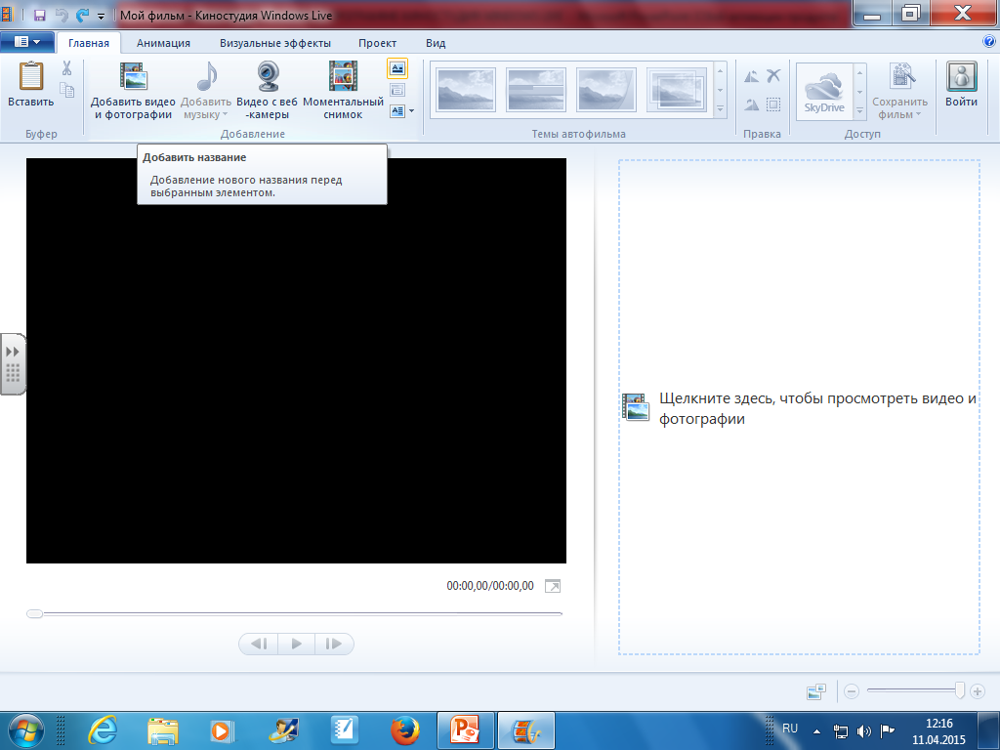 Мой фильм - Киностудия Windows Live
Главная
Анимация
Визуальные эффекты
Проект
Вид
Вставить
Добавить видео
и фотографии
Добавить
музыку
Видео с веб
-камеры
Моментальный
снимок
SkyDrive
Сохранить
фильм
Войти
Буфер
Добавление
Темы автофильма
Правка
Доступ
Добавить название
Добавление нового названия перед
выбранным элементом.
Щелкните здесь, чтобы просмотреть видео и
фотографии
00:00,00/00:00,00
RU
12:16
11.04.2015